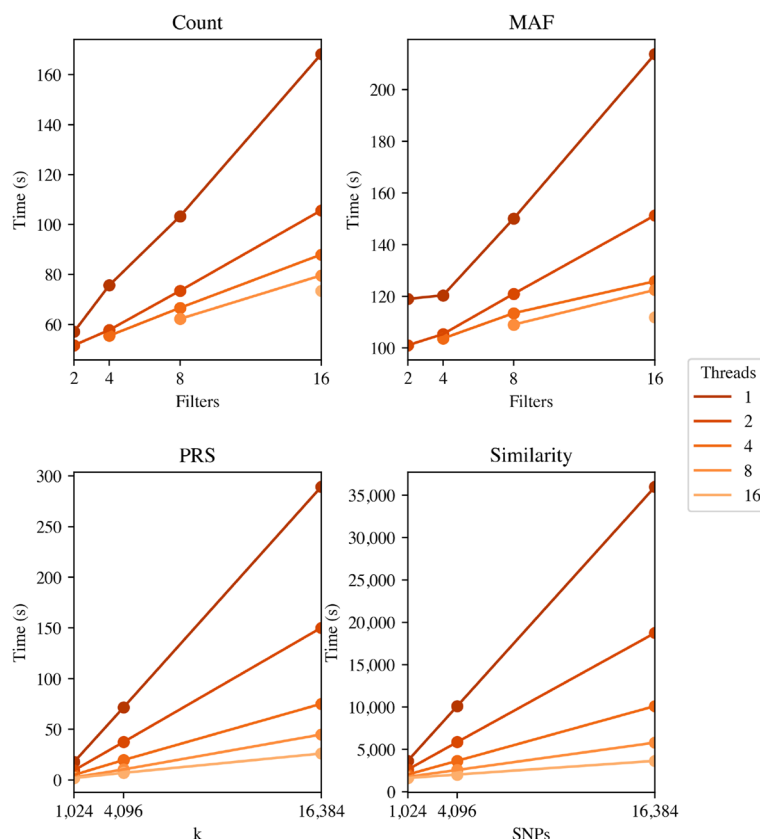 Count
160
140
120
100
80
60
Time (s)
2 4 8 16
Filters
MAF
200
180
160
140
120
100
Time (s)
2 4 8 16
Filters
Threads
1
2
4
8
16
PRS
300
250
200
150
100
50
0
Time (s)
1,024 4,096 16,384
k
Similarity
35,000
30,000
25,000
20,000
15,000
10,000
5,000
0
Time (s)
1,024 4,096 16,384
SNPs